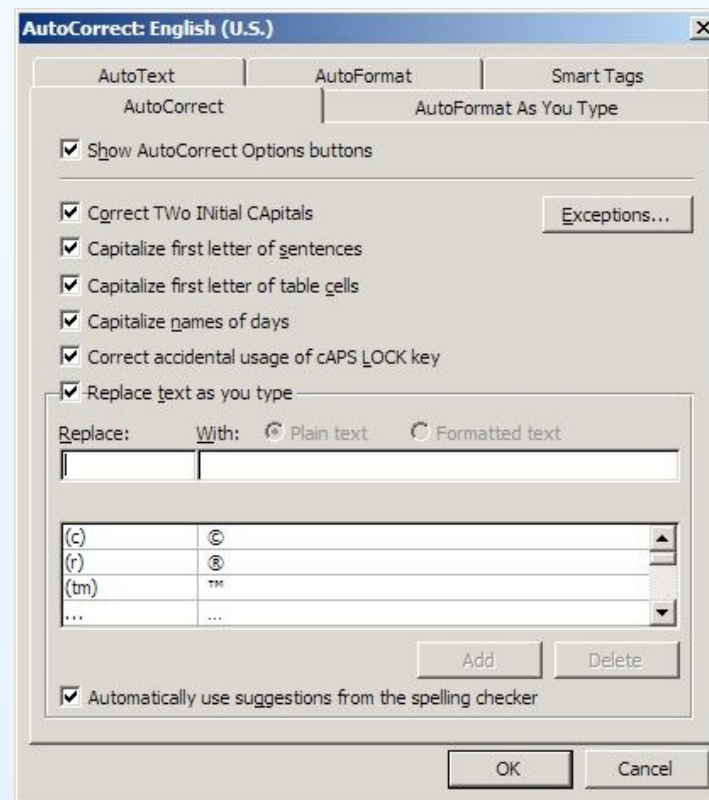 AutoCorrect: English (U.S.)
AutoText AutoFormat Smart Tags
AutoCorrect AutoFormat As You Type
Show AutoCorrect Options buttons
Correct TWo INitial CApitals Exceptions...
Capitalize first letter of sentences
Capitalize first letter of table cells
Capitalize names of days
Correct accidental usage of cAPS LOCK key
Replace text as you type
Replace: With: Plain text Formatted text
(c) ©
(r) ®
(tm) ™
... …
Add Delete
Automatically use suggestions from the spelling checker
OK Cancel